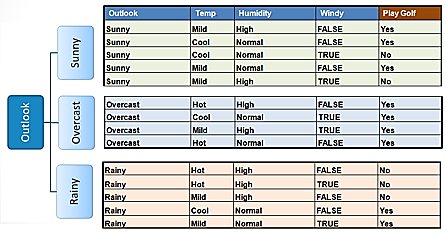 Outlook
Sunny
Overcast
Rainy
Outlook Temp Humidity Windy Play Golf
Sunny Mild High FALSE Yes
Sunny Cool Normal FALSE Yes
Sunny Cool Normal TRUE No
Sunny Mild Normal FALSE Yes
Sunny Mild High TRUE No
Overcast Hot High FALSE Yes
Overcast Cool Normal TRUE Yes
Overcast Mild High TRUE Yes
Overcast Hot Normal FALSE Yes
Rainy Hot High FALSE No
Rainy Hot High TRUE No
Rainy Mild High FALSE No
Rainy Cool Normal FALSE Yes
Rainy Mild Normal TRUE Yes